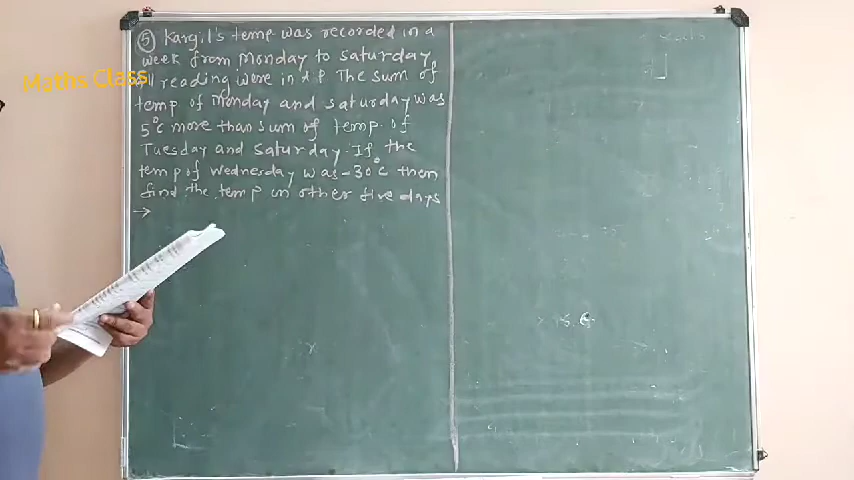 Maths Class
⑤ Kargil's temp was recorded in a
week from Monday to Saturday.
All reading were in A.P The sum of
temp of Monday and Saturday was
5°c more than sum of temp. of
Tuesday and Saturday. If the
temp of Wednesday was -30°c then
find the temp in other five days
→